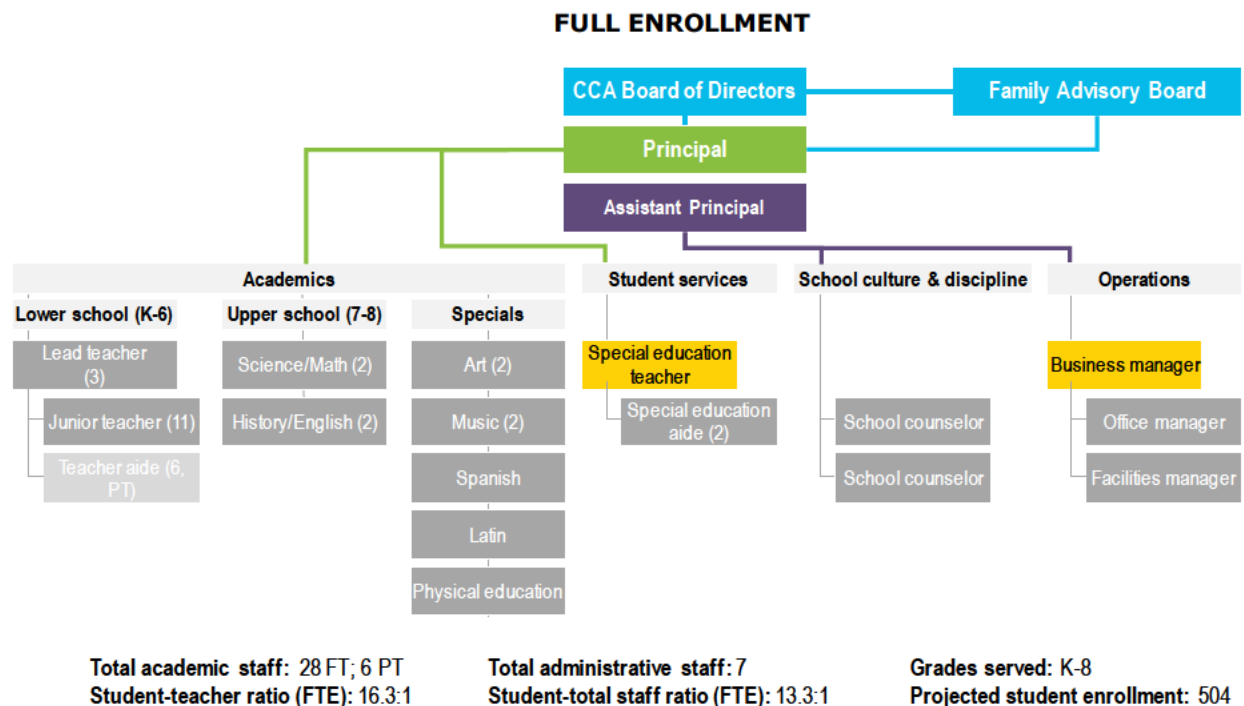 FULL ENROLLMENT
CCA Board of Directors
Family Advisory Board
Principal
Assistant Principal
Academics
Student services
School culture & discipline
Operations
Lower school (K-6)
Upper school (7-8)
Specials
Lead teacher
(3)
Junior teacher (11)
Teacher aide (6,
PT)
Science/Math (2)
History/English (2)
Art (2)
Music (2)
Spanish
Latin
Physical education
Special education
teacher
Special education
aide (2)
School counselor
School counselor
Business manager
Office manager
Facilities manager
Total academic staff: 28 FT; 6 PT
Student-teacher ratio (FTE): 16.3:1
Total administrative staff: 7
Student-total staff ratio (FTE): 13.3:1
Grades served: K-8
Projected student enrollment: 504